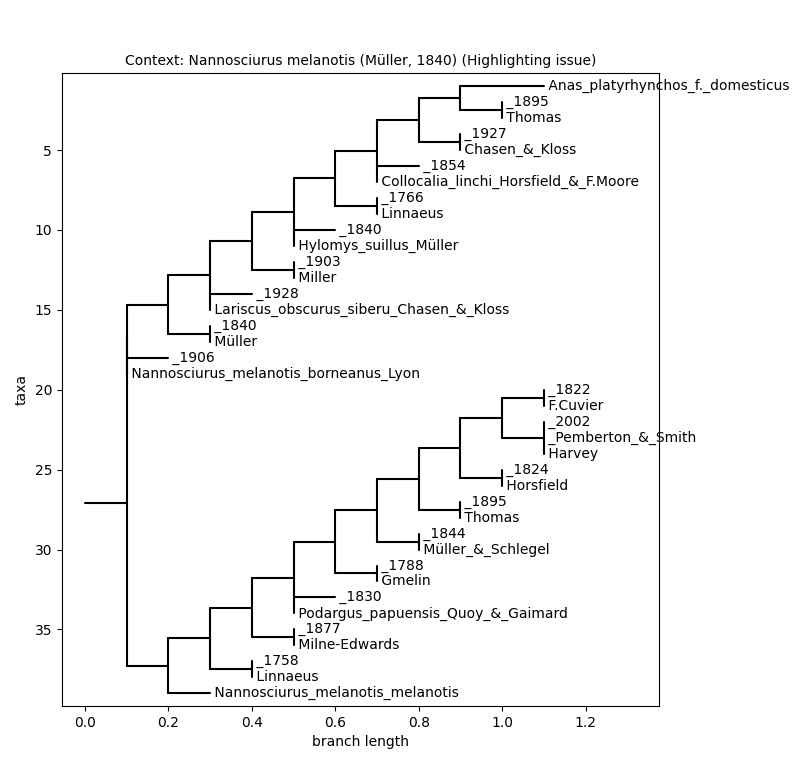 Context: Nannosciurus melanotis (Müller, 1840) (Highlighting issue)
Anas_platyrhynchos_f._domesticus
_1895
Thomas
_1927
Chasen_&_Kloss
_1854
Collocalia_linchi_Horsfield_&_F.Moore
_1766
Linnaeus
_1840
Hylomys_suillus_Müller
_1903
Miller
_1928
Lariscus_obscurus_siberu_Chasen_&_Kloss
_1840
Müller
_1906
Nannosciurus_melanotis_borneanus_Lyon
_1822
F.Cuvier
_2002
_Pemberton_&_Smith
Harvey
_1824
Horsfield
_1895
Thomas
_1844
Müller_&_Schlegel
_1788
Gmelin
_1830
Podargus_papuensis_Quoy_&_Gaimard
_1877
Milne-Edwards
_1758
Linnaeus
Nannosciurus_melanotis_melanotis
5
10
15
20
25
30
35
taxa
0.0 0.2 0.4 0.6 0.8 1.0 1.2
branch length